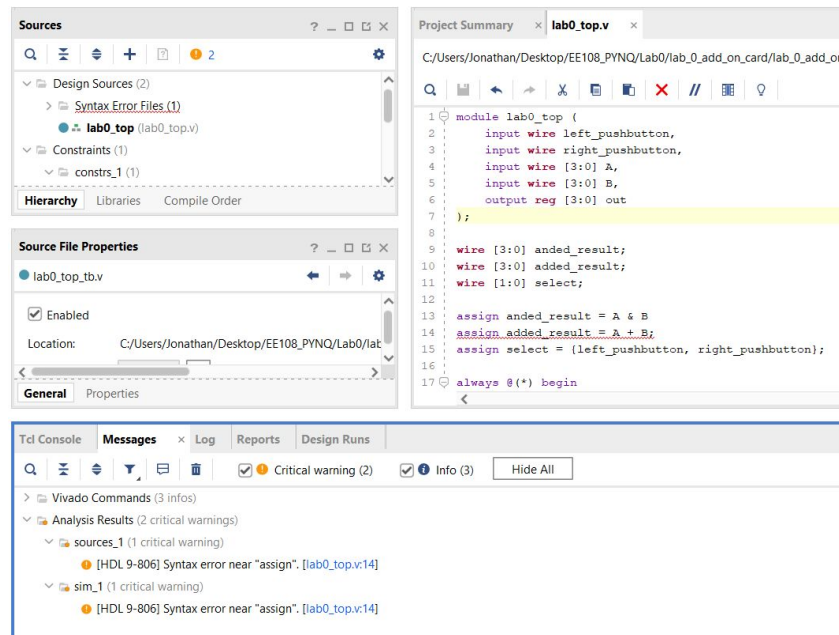 Sources
2
Design Sources (2)
Syntax Error Files (1)
lab0_top (lab0_top.v)
Constraints (1)
constrs_1 (1)
Hierarchy Libraries Compile Order
Source File Properties
lab0_top_tb.v
Enabled
Location: C:/Users/Jonathan/Desktop/EE108_PYNQ/Lab0/lab
General Properties
Project Summary lab0_top.v
C:/Users/Jonathan/Desktop/EE108_PYNQ/Lab0/lab_0_add_on_card/lab_0_add_on
1 module lab0_top (
2 input wire left_pushbutton,
3 input wire right_pushbutton,
4 input wire [3:0] A,
5 input wire [3:0] B,
6 output reg [3:0] out
7 );
8
9 wire [3:0] anded_result;
10 wire [3:0] added_result;
11 wire [1:0] select;
12
13 assign anded_result = A & B
14 assign added_result = A + B;
15 assign select = {left_pushbutton, right_pushbutton};
16
17 always @(*) begin
Tcl Console Messages Log Reports Design Runs
Critical warning (2) Info (3) Hide All
Vivado Commands (3 infos)
Analysis Results (2 critical warnings)
sources_1 (1 critical warning)
[HDL 9-806] Syntax error near "assign". [lab0_top.v:14]
sim_1 (1 critical warning)
[HDL 9-806] Syntax error near "assign". [lab0_top.v:14]